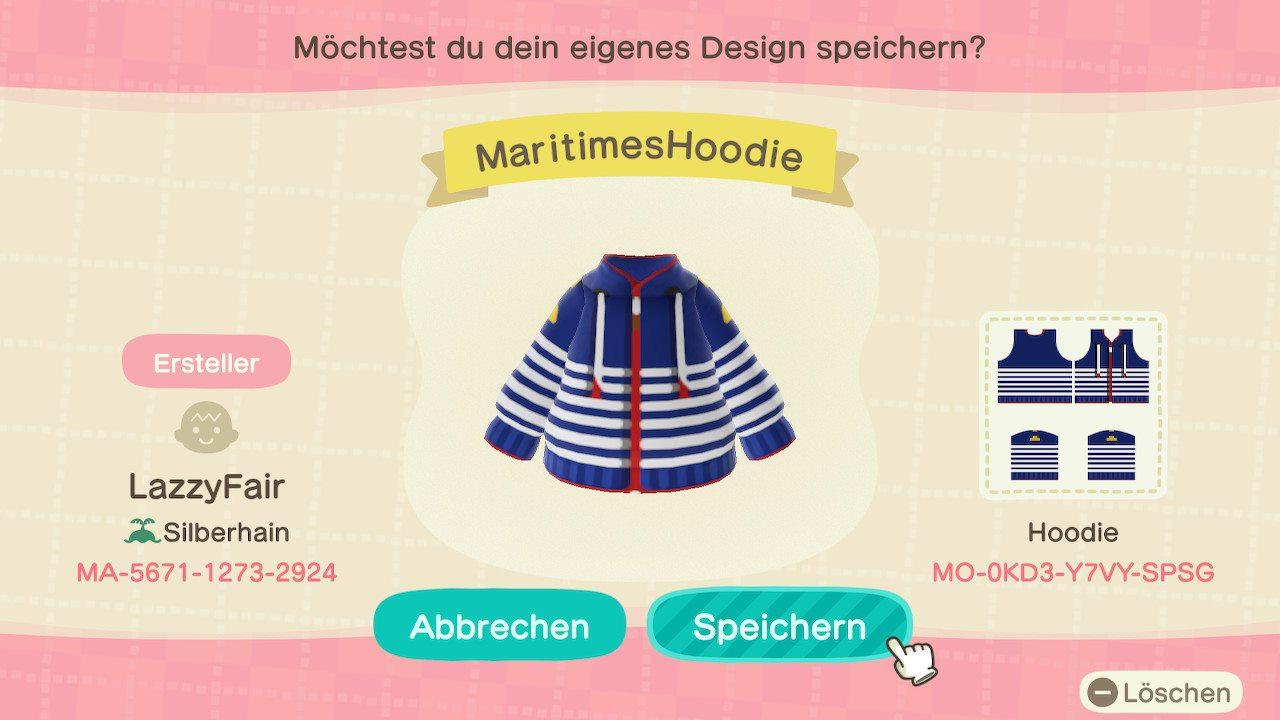 Möchtest du dein eigenes Design speichern?
MaritimesHoodie
Ersteller
LazzyFair
Silberhain
MA-5671-1273-2924
Hoodie
MO-0KD3-Y7VY-SPSG
Abbrechen
Speichern
Löschen